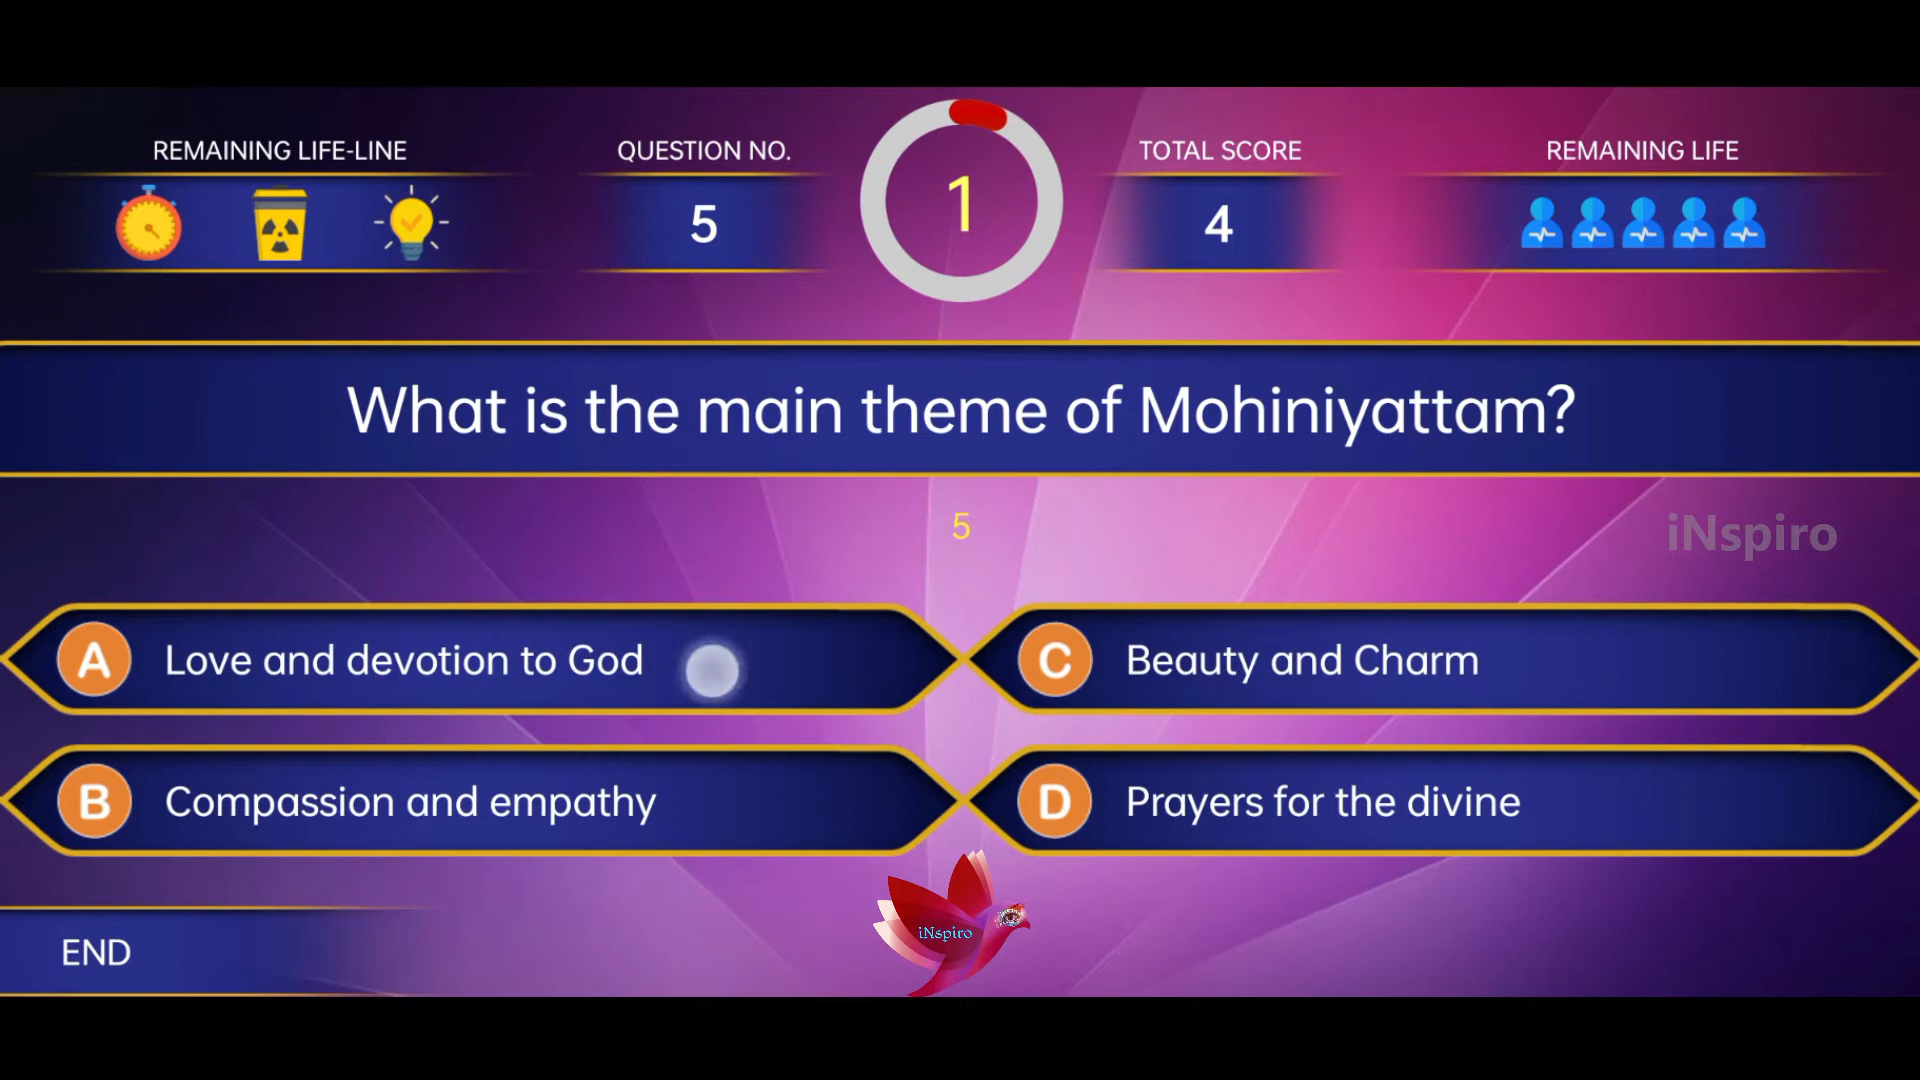 REMAINING LIFE-LINE
QUESTION NO.
5
1
TOTAL SCORE
4
REMAINING LIFE
What is the main theme of Mohiniyattam?
5
iNspiro
A Love and devotion to God
C Beauty and Charm
B Compassion and empathy
D Prayers for the divine
iNspiro
END